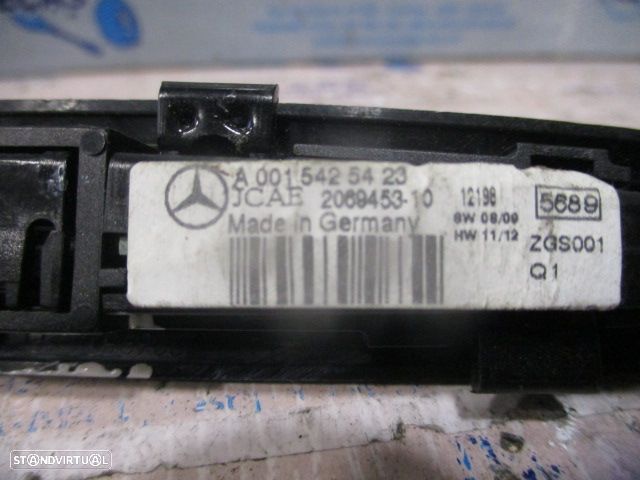 A 001 542 54 23
JCAE 2069453-10
Made in Germany
12198
SW 08/09
HW 11/12
5689
ZGS001
Q1
STANDVIRTUAL